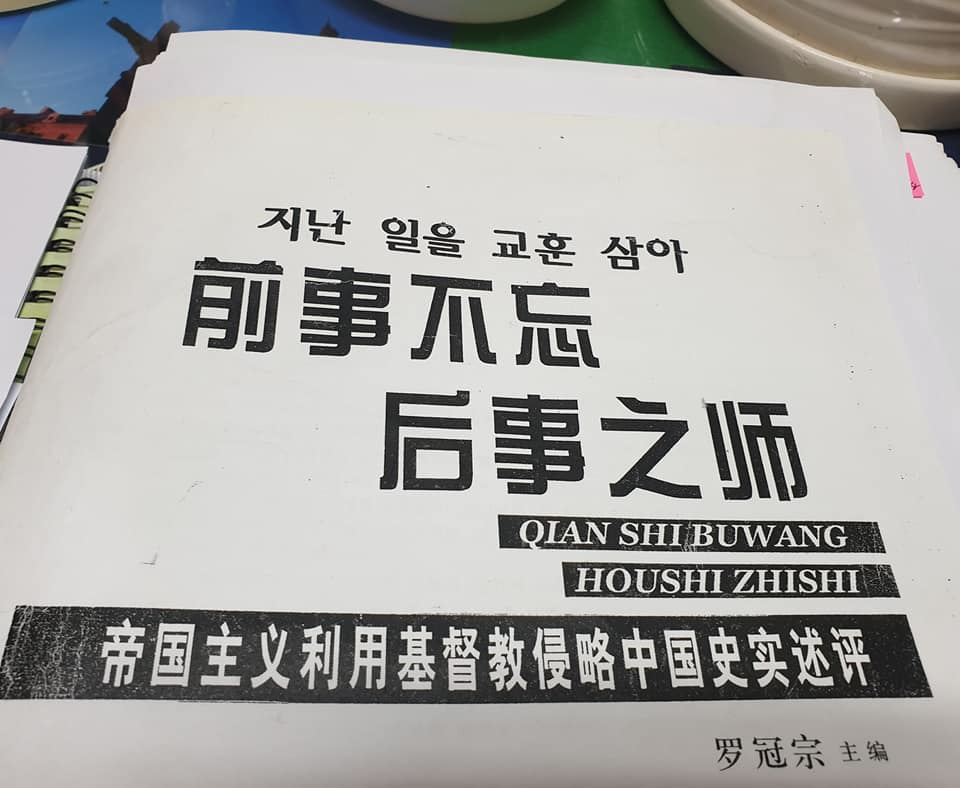 지난 일을 교훈 삼아
前事不忘
后事之师
QIAN SHI BUWANG
HOUSHI ZHISHI
帝国主义利用基督教侵略中国史实述评
罗冠宗 主编